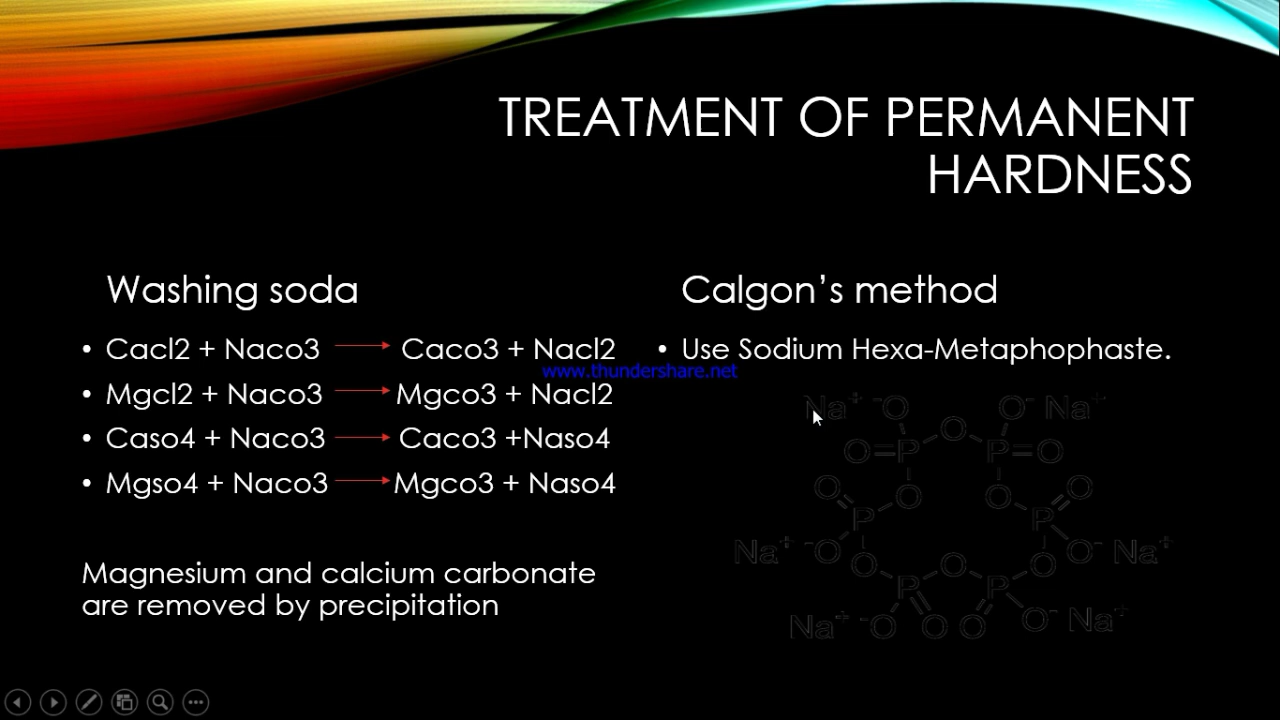 TREATMENT OF PERMANENT
HARDNESS
Washing soda
• Cacl2 + Naco3 → Caco3 + Nacl2
• Mgcl2 + Naco3 → Mgco3 + Nacl2
• Caso4 + Naco3 → Caco3 +Naso4
• Mgso4 + Naco3 → Mgco3 + Naso4
Magnesium and calcium carbonate
are removed by precipitation
Calgon’s method
• Use Sodium Hexa-Metaphophaste.
www.thundershare.net
Na+ -O O- Na+
O=P O P=O
O O O O
P P
Na+ -O O O O O- Na+
P P
Na+ -O O O O- Na+